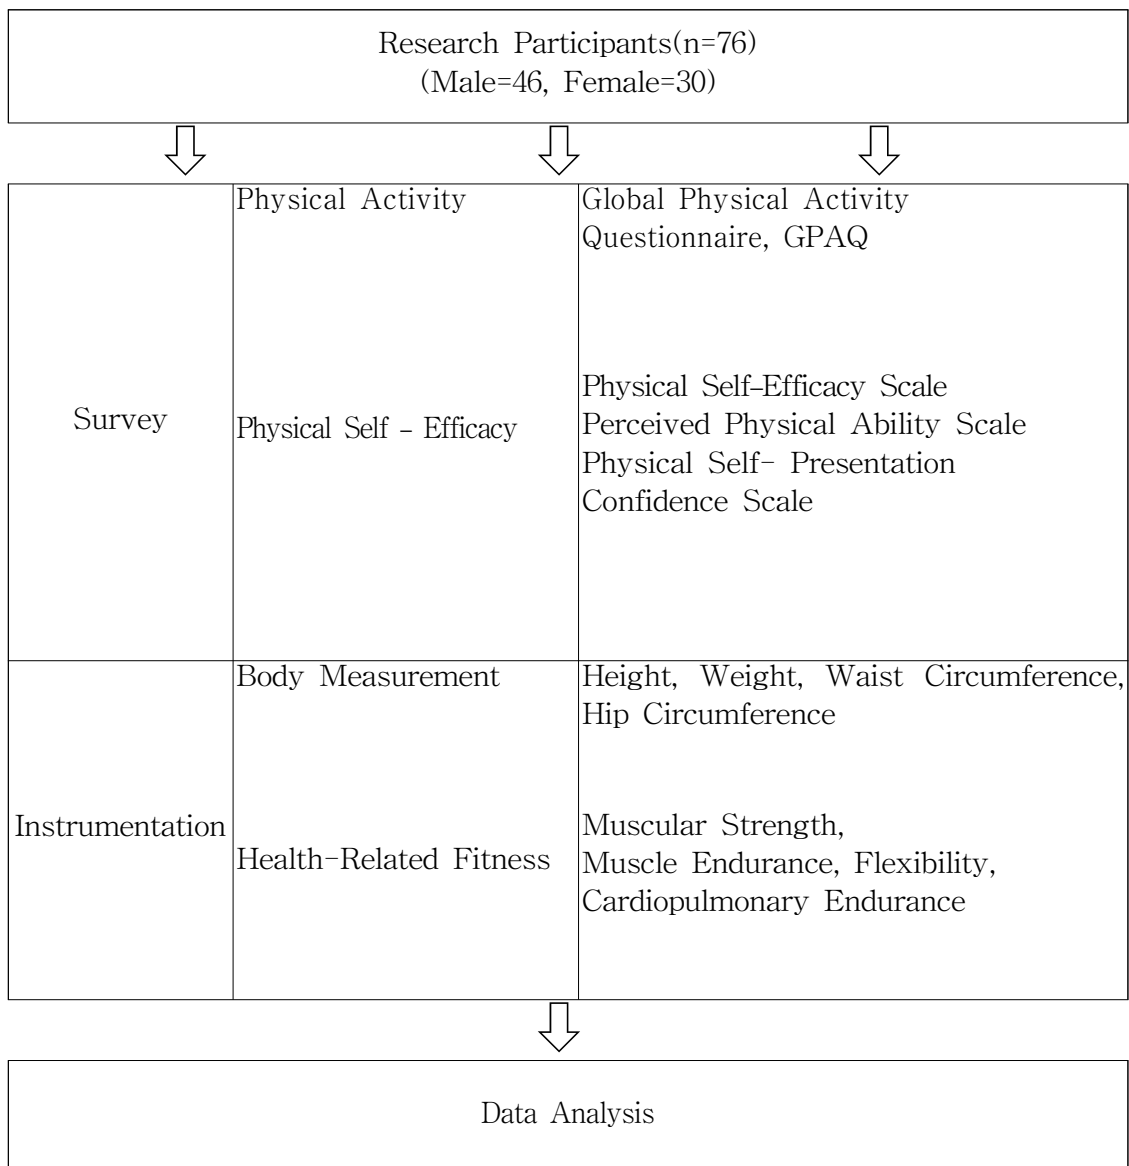 Research Participants(n=76)
(Male=46, Female=30)
Survey
Physical Activity
Global Physical Activity
Questionnaire, GPAQ
Physical Self - Efficacy
Physical Self-Efficacy Scale
Perceived Physical Ability Scale
Physical Self- Presentation
Confidence Scale
Instrumentation
Body Measurement
Height, Weight, Waist Circumference,
Hip Circumference
Health-Related Fitness
Muscular Strength,
Muscle Endurance, Flexibility,
Cardiopulmonary Endurance
Data Analysis